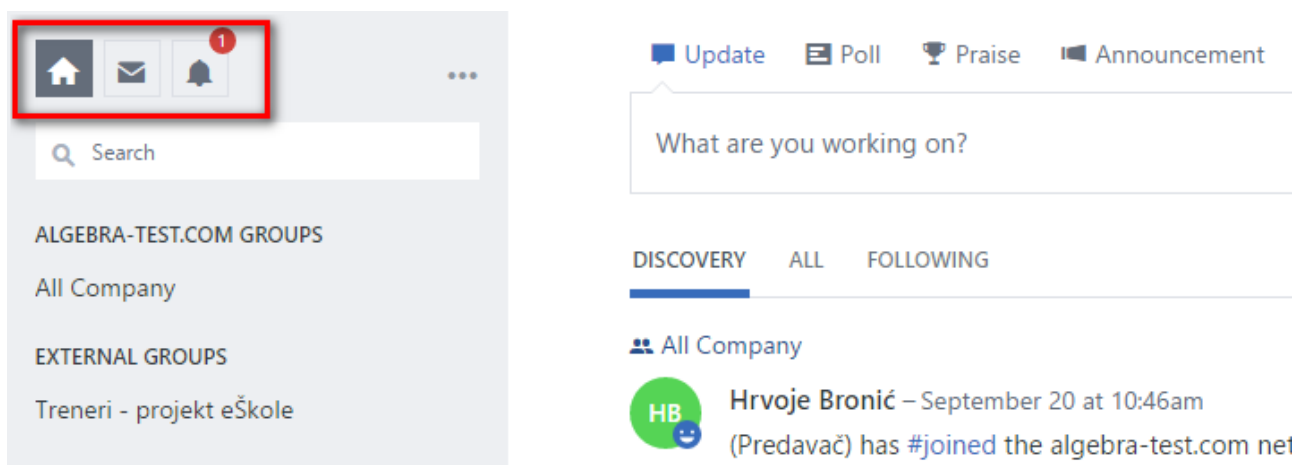 1
Search
ALGEBRA-TEST.COM GROUPS
All Company
EXTERNAL GROUPS
Treneri - projekt eŠkole
Update Poll Praise Announcement
What are you working on?
DISCOVERY ALL FOLLOWING
All Company
HB
Hrvoje Bronić – September 20 at 10:46am
(Predavač) has #joined the algebra-test.com net